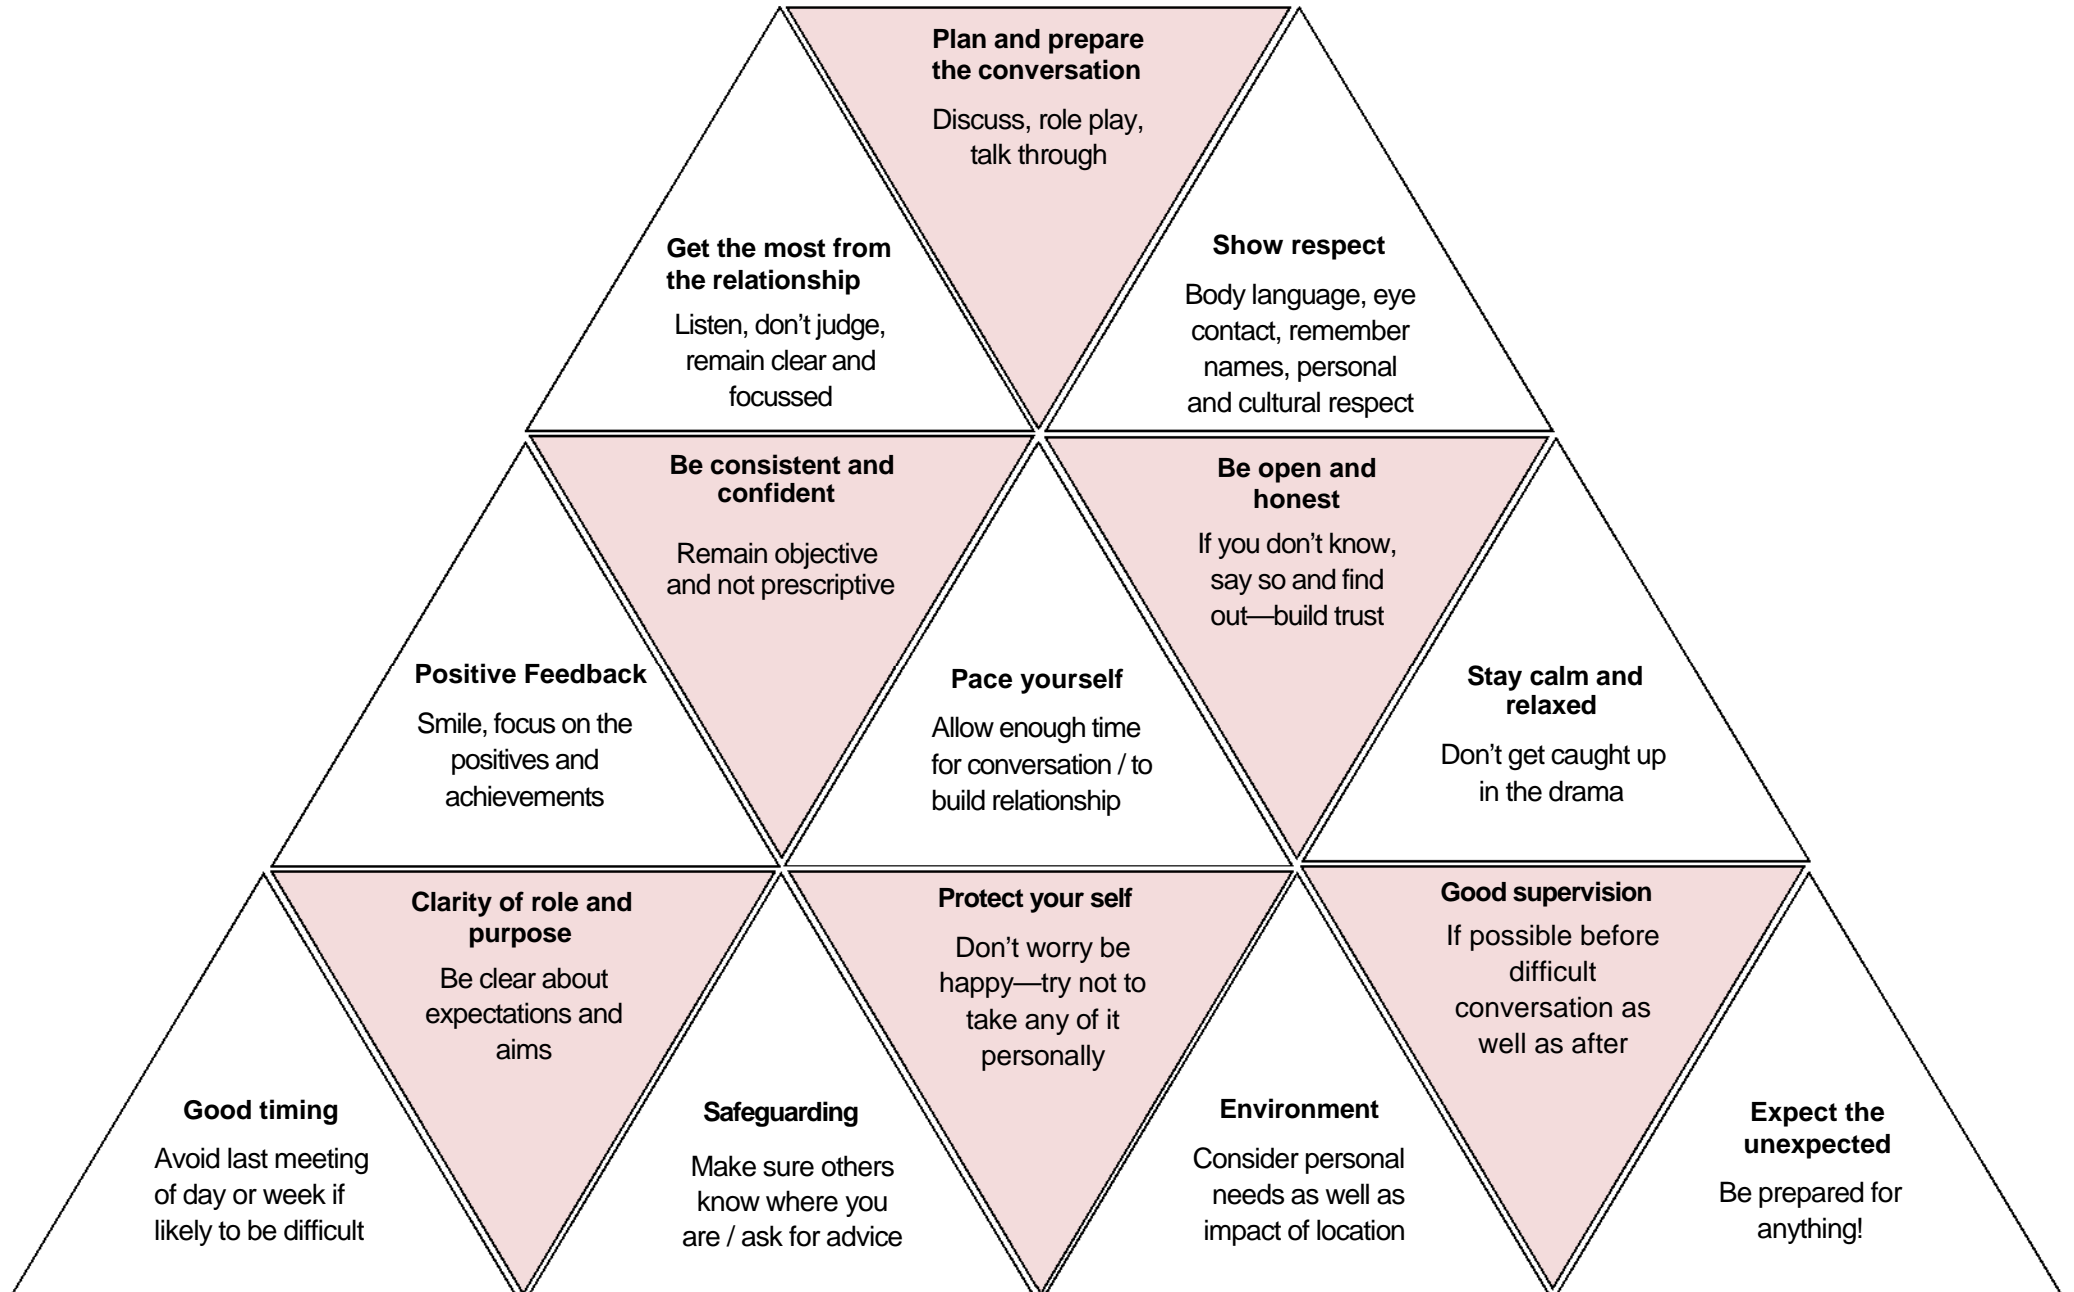 Plan and prepare
the conversation
Discuss, role play,
talk through
Get the most from
the relationship
Listen, don’t judge,
remain clear and
focussed
Show respect
Body language, eye
contact, remember
names, personal
and cultural respect
Be consistent and
confident
Remain objective
and not prescriptive
Be open and
honest
If you don’t know,
say so and find
out—build trust
Positive Feedback
Smile, focus on the
positives and
achievements
Pace yourself
Allow enough time
for conversation / to
build relationship
Stay calm and
relaxed
Don’t get caught up
in the drama
Clarity of role and
purpose
Be clear about
expectations and
aims
Protect your self
Don’t worry be
happy—try not to
take any of it
personally
Good supervision
If possible before
difficult
conversation as
well as after
Good timing
Avoid last meeting
of day or week if
likely to be difficult
Safeguarding
Make sure others
know where you
are / ask for advice
Environment
Consider personal
needs as well as
impact of location
Expect the
unexpected
Be prepared for
anything!